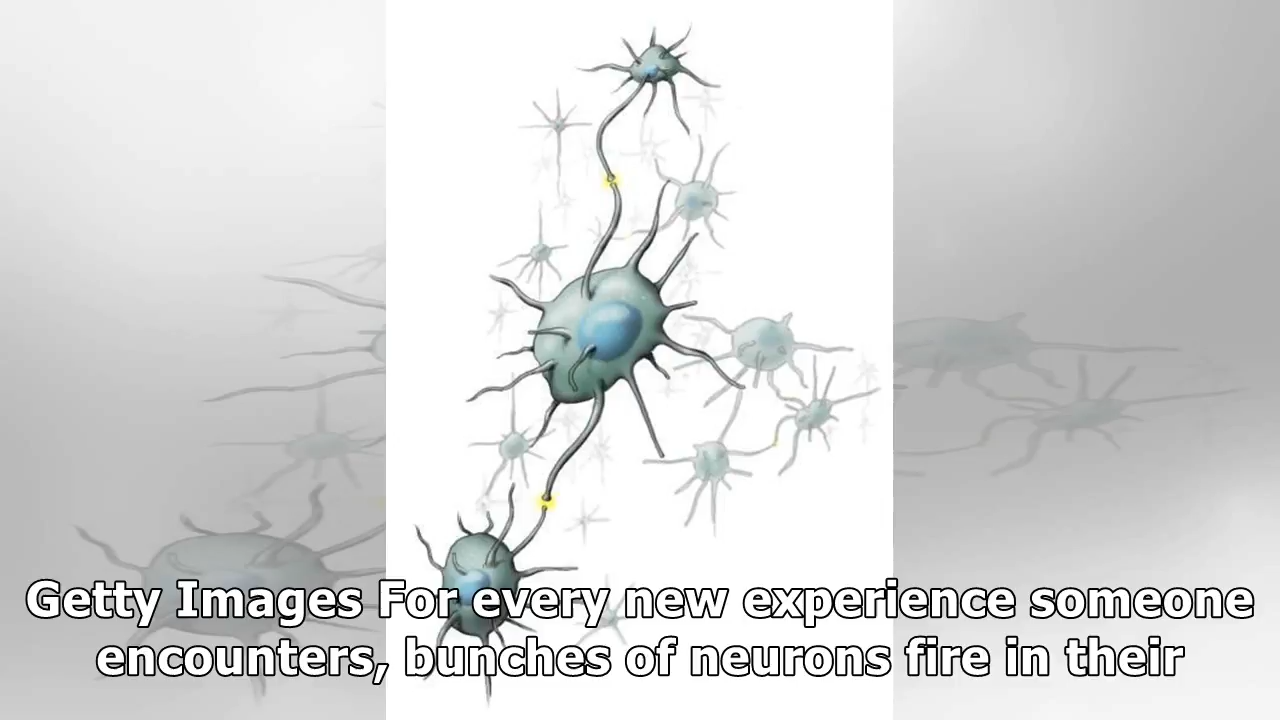 Getty Images For every new experience someone
encounters, bunches of neurons fire in their